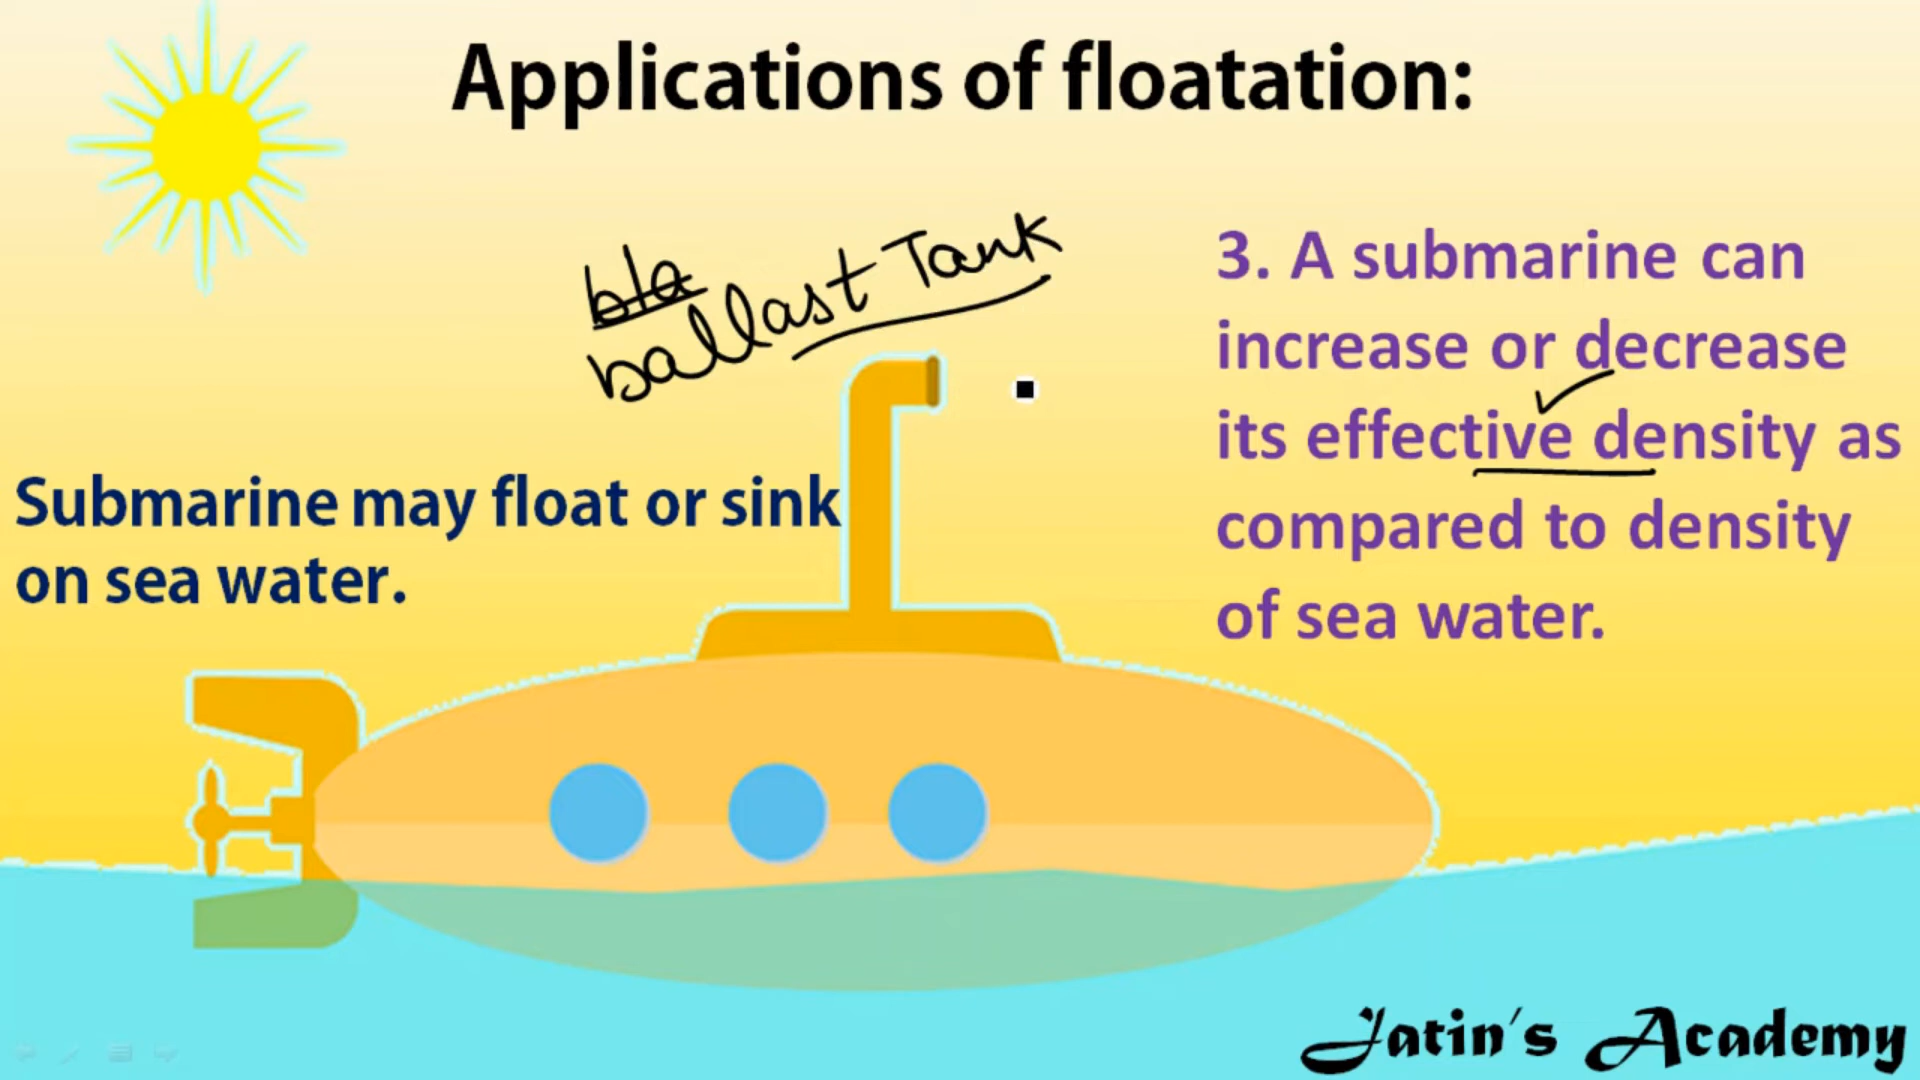 Applications of floatation:
bla
ballast Tank
3. A submarine can
increase or decrease
its effective density as
compared to density
of sea water.
Submarine may float or sink
on sea water.
Jatin's Academy